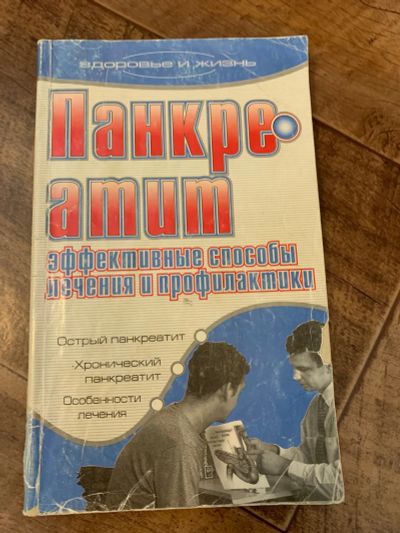 здоровье и жизнь
Панкре-
атит
эффективные способы
лечения и профилактики
Острый панкреатит
Хронический
панкреатит
Особенности
лечения